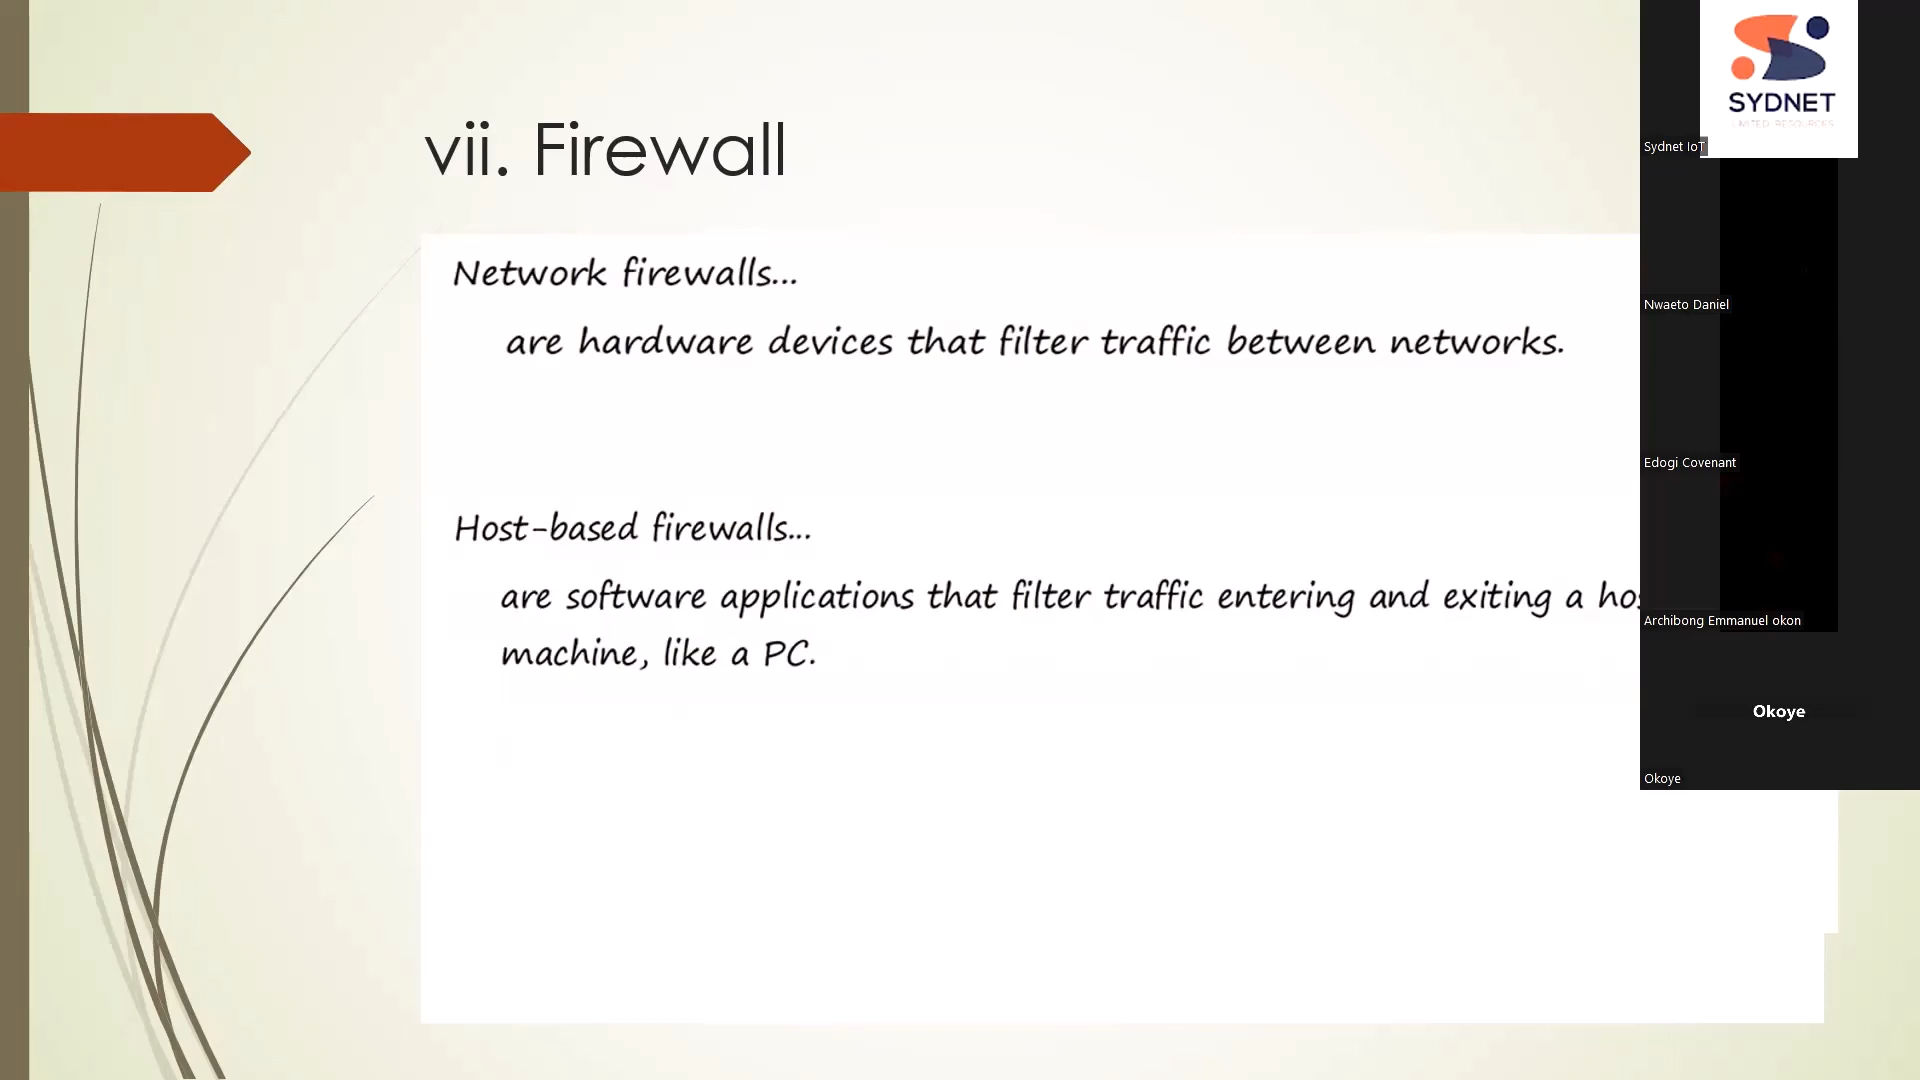 vii. Firewall
Network firewalls...
are hardware devices that filter traffic between networks.
Host-based firewalls...
are software applications that filter traffic entering and exiting a
machine, like a PC.
SYDNET
LIMITED RESOURCES
Sydnet IoT
Nwaeto Daniel
Edogi Covenant
Archibong Emmanuel okon
Okoye
Okoye